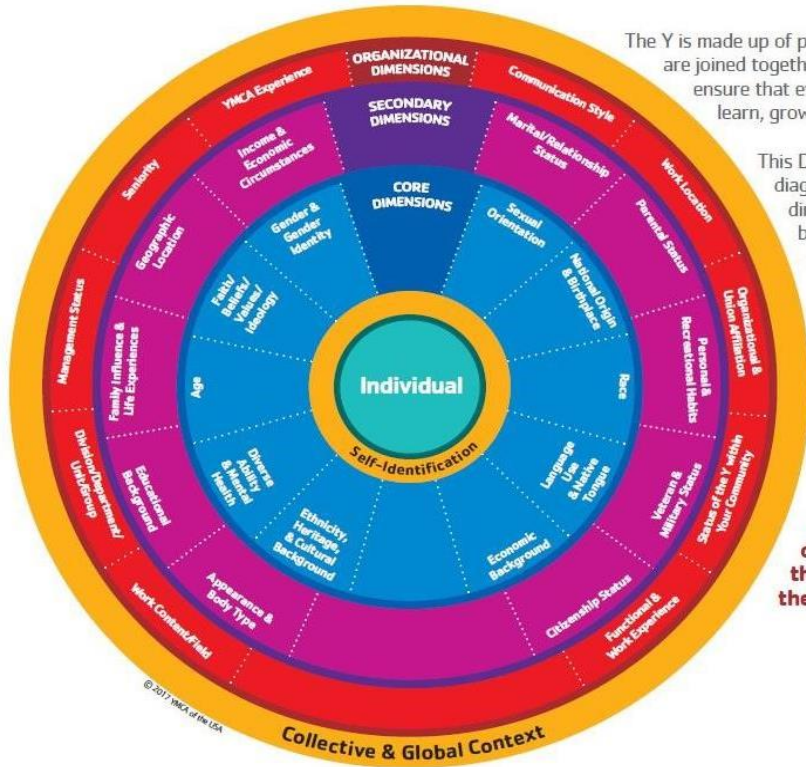 ORGANIZATIONAL
DIMENSIONS
Communication Style
Work Location
Organizational &
Union Affiliation
Status of the Y within
Your Community
Functional &
Work Experience
Work Content/Field
Division/Department/
Unit/Group
Management Status
Seniority
YMCA Experience
SECONDARY
DIMENSIONS
Marital/Relationship
Status
Parental Status
Personal &
Recreational Habits
Veteran &
Military Status
Citizenship Status
Appearance &
Body Type
Educational
Background
Family Influence &
Life Experiences
Geographic
Location
Income &
Economic
Circumstances
CORE
DIMENSIONS
Sexual
Orientation
National Origin
& Birthplace
Race
Language
Use
& Native
Tongue
Economic
Background
Ethnicity,
Heritage,
& Cultural
Background
Diverse
Ability
& Mental
Health
Age
Faith/
Beliefs/
Values/
Ideology
Gender &
Gender
Identity
Individual
Self-Identification
Collective & Global Context
© 2017 YMCA of the USA
The Y is made up of p
are joined togeth
ensure that e
learn, grow
This D
diag
di
b
th
the